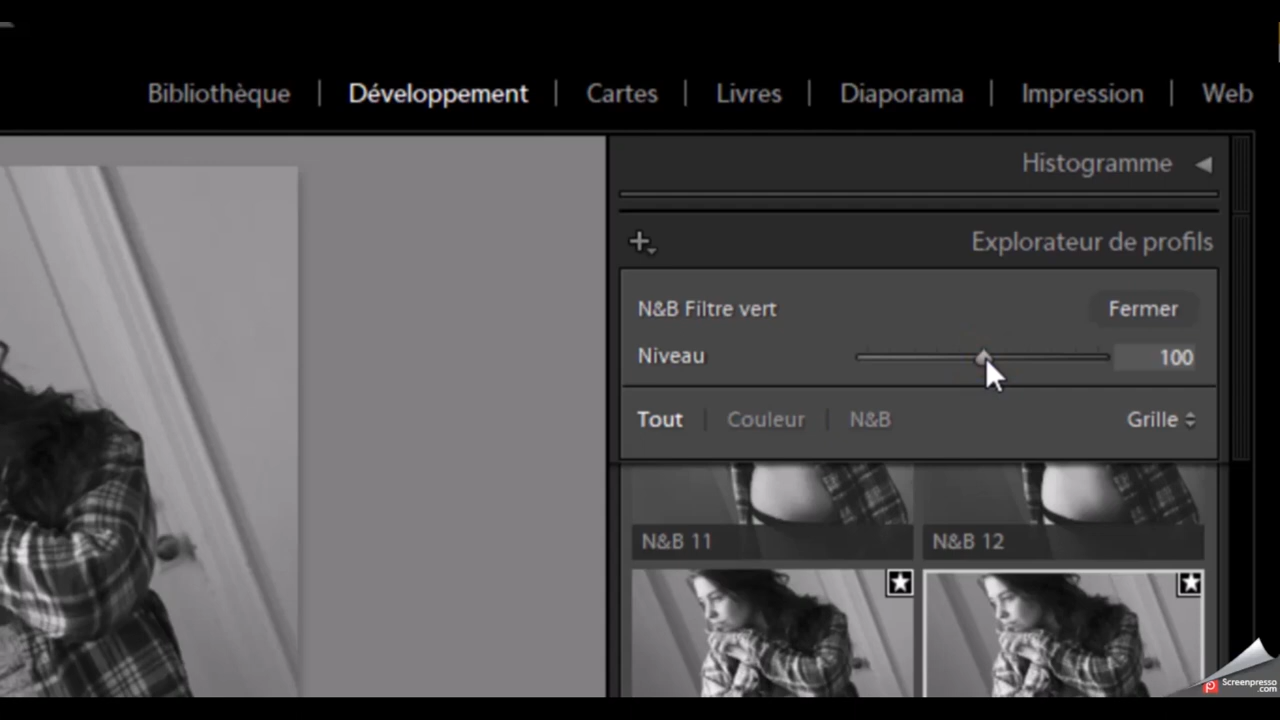 Bibliothèque | Développement | Cartes | Livres | Diaporama | Impression | Web
Histogramme
Explorateur de profils
N&B Filtre vert Fermer
Niveau 100
Tout | Couleur | N&B Grille
N&B 11 N&B 12
Screenpresso
.com